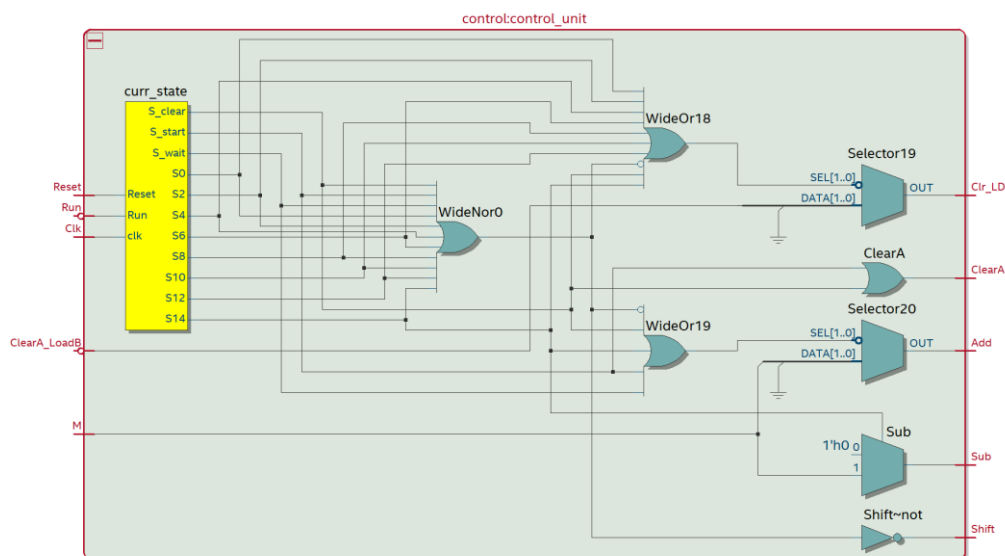 control:control_unit
curr_state
S_clear
S_start
S_wait
S0
Reset
S2
Run
S4
clk
S6
S8
S10
S12
S14
Reset
Run
Clk
ClearA_LoadB
M
WideNor0
WideOr18
WideOr19
Selector19
SEL[1..0]
DATA[1..0]
OUT
Clr_LD
ClearA
ClearA
Selector20
SEL[1..0]
DATA[1..0]
OUT
Add
Sub
1'h0 0
1
Sub
Shift~not
Shift